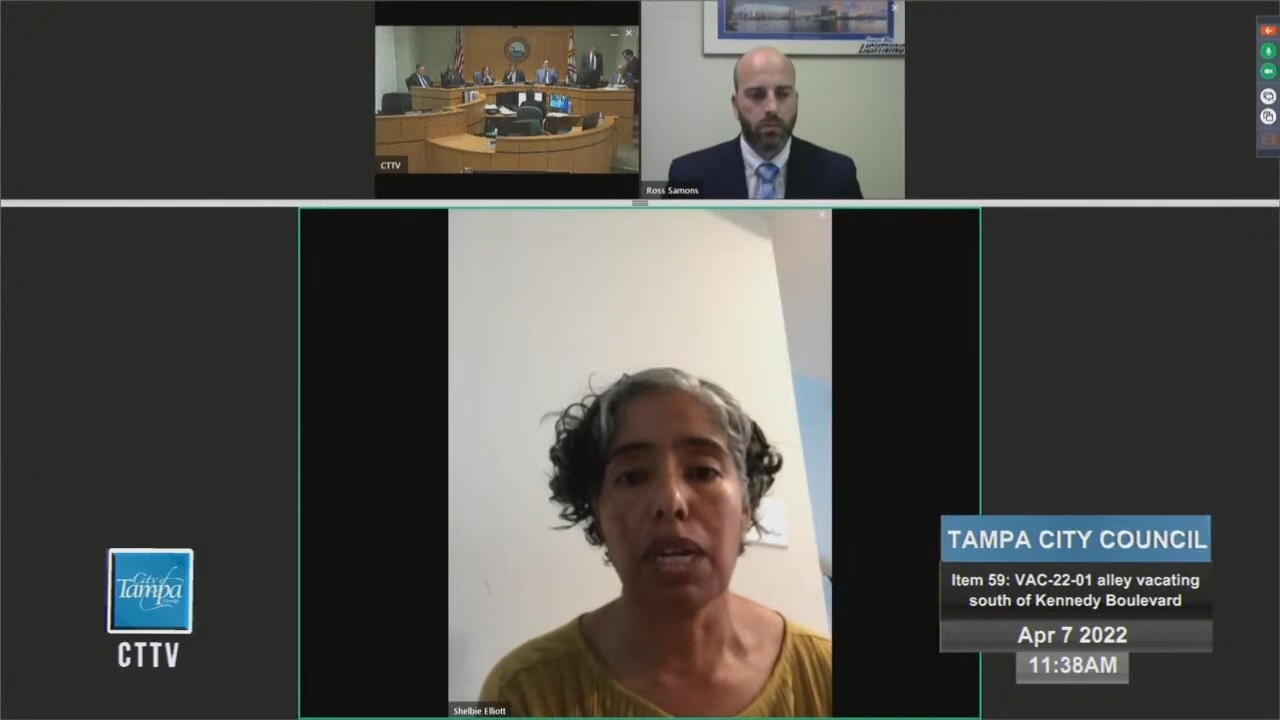 LIGHTNING
CTTV
Ross Samons
Shelbie Elliott
City of
Tampa
CTTV
TAMPA CITY COUNCIL
Item 59: VAC-22-01 alley vacating
south of Kennedy Boulevard
Apr 7 2022
11:38AM